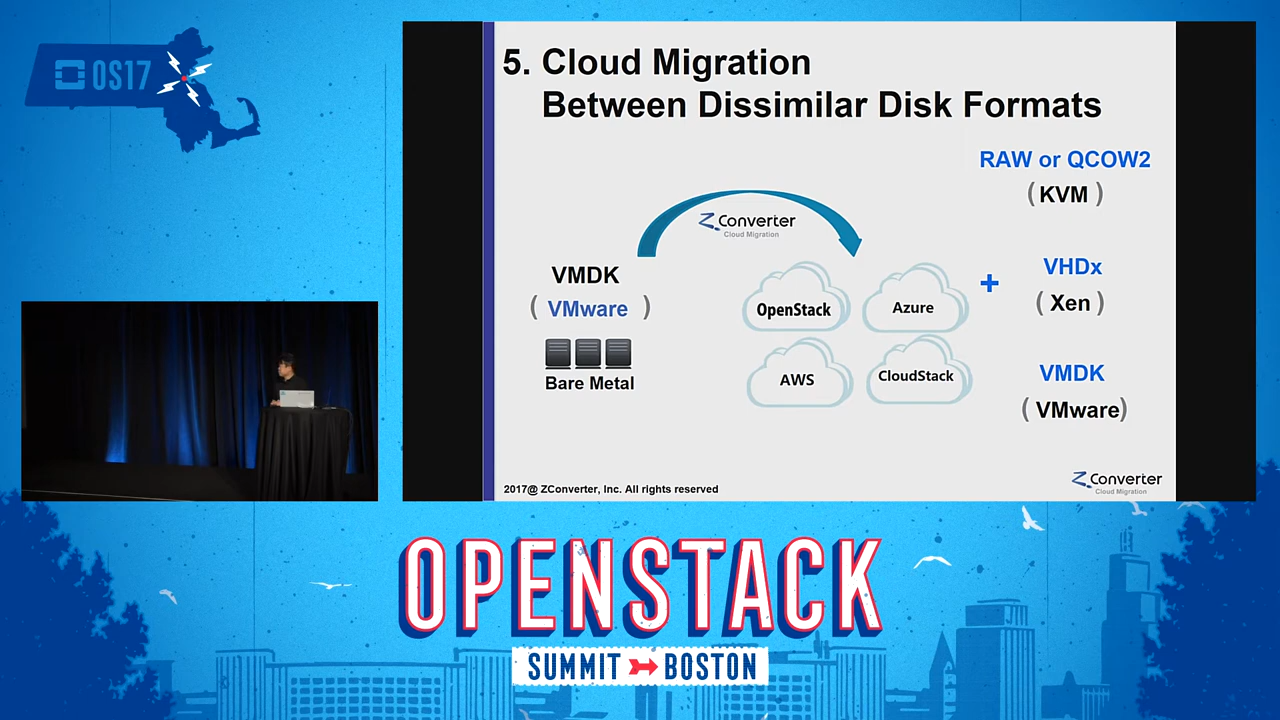 OS17
5. Cloud Migration
Between Dissimilar Disk Formats
RAW or QCOW2
( KVM )
ZConverter
Cloud Migration
VMDK
( VMware )
Bare Metal
OpenStack
Azure
AWS
CloudStack
+
VHDx
( Xen )
VMDK
( VMware)
2017@ ZConverter, Inc. All rights reserved
ZConverter
Cloud Migration
OPENSTACK
SUMMIT BOSTON